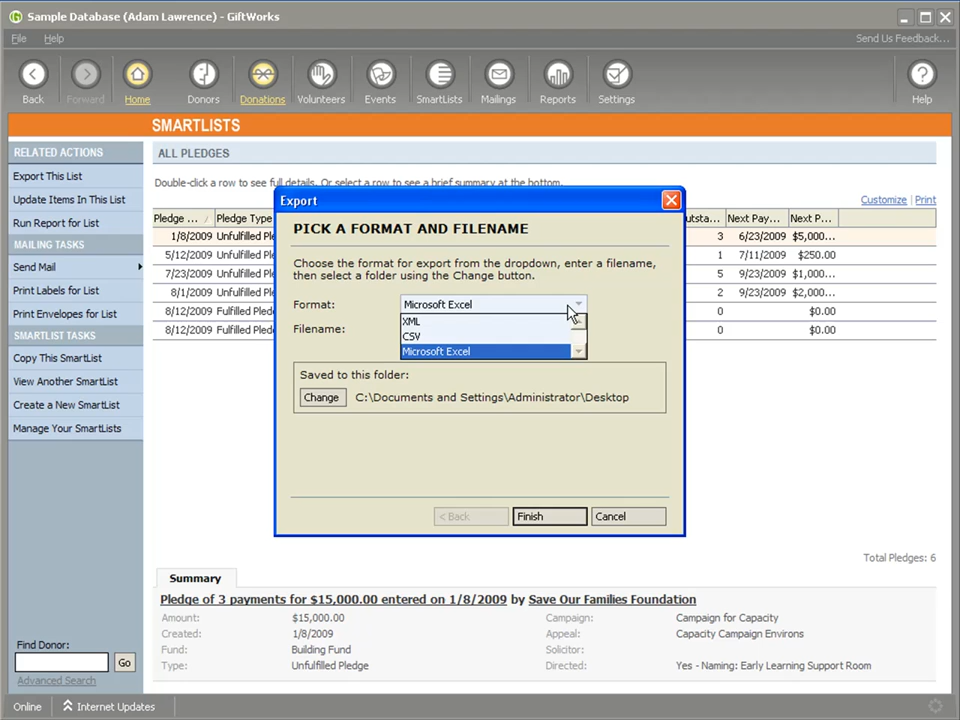 Sample Database (Adam Lawrence) - GiftWorks
File Help Send Us Feedback...
Back Forward Home Donors Donations Volunteers Events SmartLists Mailings Reports Settings Help
SMARTLISTS
RELATED ACTIONS
Export This List
Update Items In This List
Run Report for List
MAILING TASKS
Send Mail
Print Labels for List
Print Envelopes for List
SMARTLIST TASKS
Copy This SmartList
View Another SmartList
Create a New SmartList
Manage Your SmartLists
Find Donor:
Go
Advanced Search
ALL PLEDGES
Double-click a row to see full details. Or select a row to see a brief summary at the bottom.
Customize | Print
Pledge ... Pledge Type Next Pay... Next P...
1/8/2009 Unfulfilled Ple 3 6/23/2009 $5,000...
5/12/2009 Unfulfilled Ple 1 7/11/2009 $250.00
7/23/2009 Unfulfilled Ple 5 9/23/2009 $1,000...
8/1/2009 Unfulfilled Ple 2 9/23/2009 $2,000...
8/12/2009 Fulfilled Pled 0 $0.00
8/12/2009 Fulfilled Pled 0 $0.00
Export
PICK A FORMAT AND FILENAME
Choose the format for export from the dropdown, enter a filename,
then select a folder using the Change button.
Format: Microsoft Excel
XML
CSV
Microsoft Excel
Filename:
Saved to this folder:
Change C:\Documents and Settings\Administrator\Desktop
< Back Finish Cancel
Total Pledges: 6
Summary
Pledge of 3 payments for $15,000.00 entered on 1/8/2009 by Save Our Families Foundation
Amount: $15,000.00 Campaign: Campaign for Capacity
Created: 1/8/2009 Appeal: Capacity Campaign Environs
Fund: Building Fund Solicitor:
Type: Unfulfilled Pledge Directed: Yes - Naming: Early Learning Support Room
Online Internet Updates